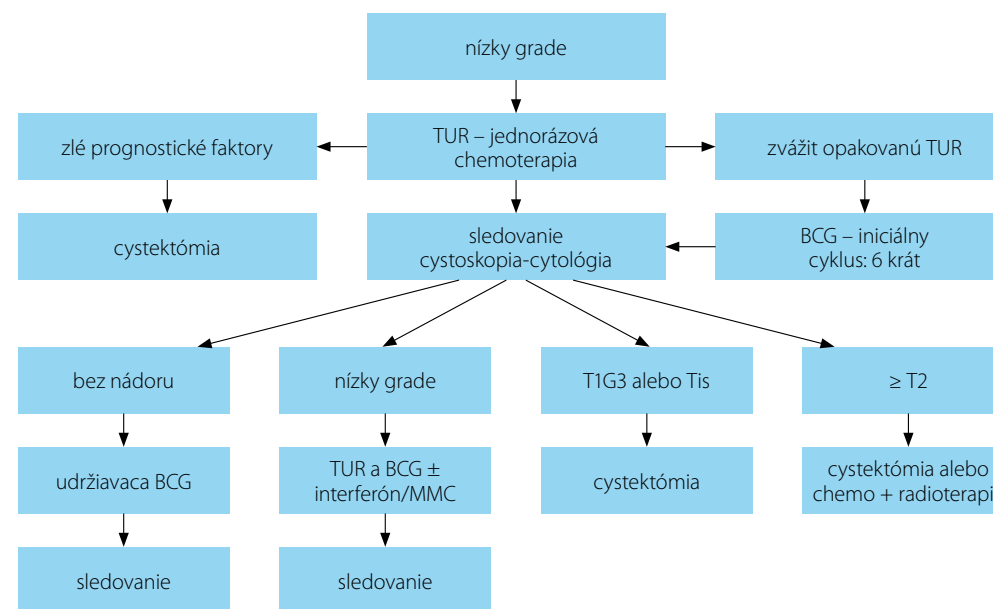 nízky grade
zlé prognostické faktory
TUR – jednorázová
chemoterapia
zvážit opakovanú TUR
cystektómia
sledovanie
cystoskopia-cytológia
BCG – iniciálny
cyklus: 6 krát
bez nádoru
nízky grade
T1G3 alebo Tis
≥ T2
udržiavaca BCG
TUR a BCG ±
interferón/MMC
cystektómia
cystektómia alebo
chemo + radioterapi
sledovanie
sledovanie